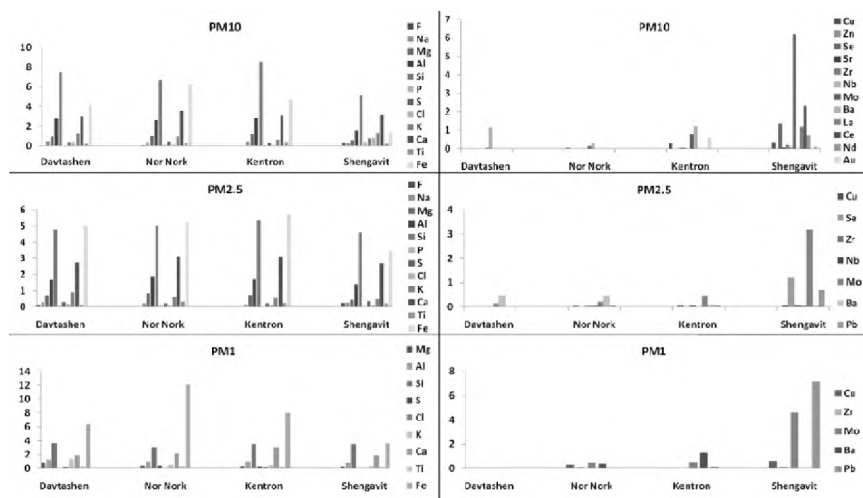 PM10
10
8
6
4
2
0
Davtashen
Nor Nork
Kentron
Shengavit
F
Na
Mg
Al
Si
P
S
Cl
K
Ca
Ti
Fe
PM10
7
6
5
4
3
2
1
0
Davtashen
Nor Nork
Kentron
Shengavit
Cu
Zn
Se
Sr
Zr
Nb
Mo
Ba
La
Ce
Nd
Au
PM2.5
6
5
4
3
2
1
0
Davtashen
Nor Nork
Kentron
Shengavit
F
Na
Mg
Al
Si
P
S
Cl
K
Ca
Ti
Fe
PM2.5
4
3
2
1
0
Davtashen
Nor Nork
Kentron
Shengavit
Cu
Se
Zr
Nb
Mo
Ba
Pb
PM1
14
12
10
8
6
4
2
0
Davtashen
Nor Nork
Kentron
Shengavit
Mg
Al
Si
S
Cl
K
Ca
Ti
Fe
PM1
8
6
4
2
0
Davtashen
Nor Nork
Kentron
Shengavit
Cu
Zr
Mo
Ba
Pb